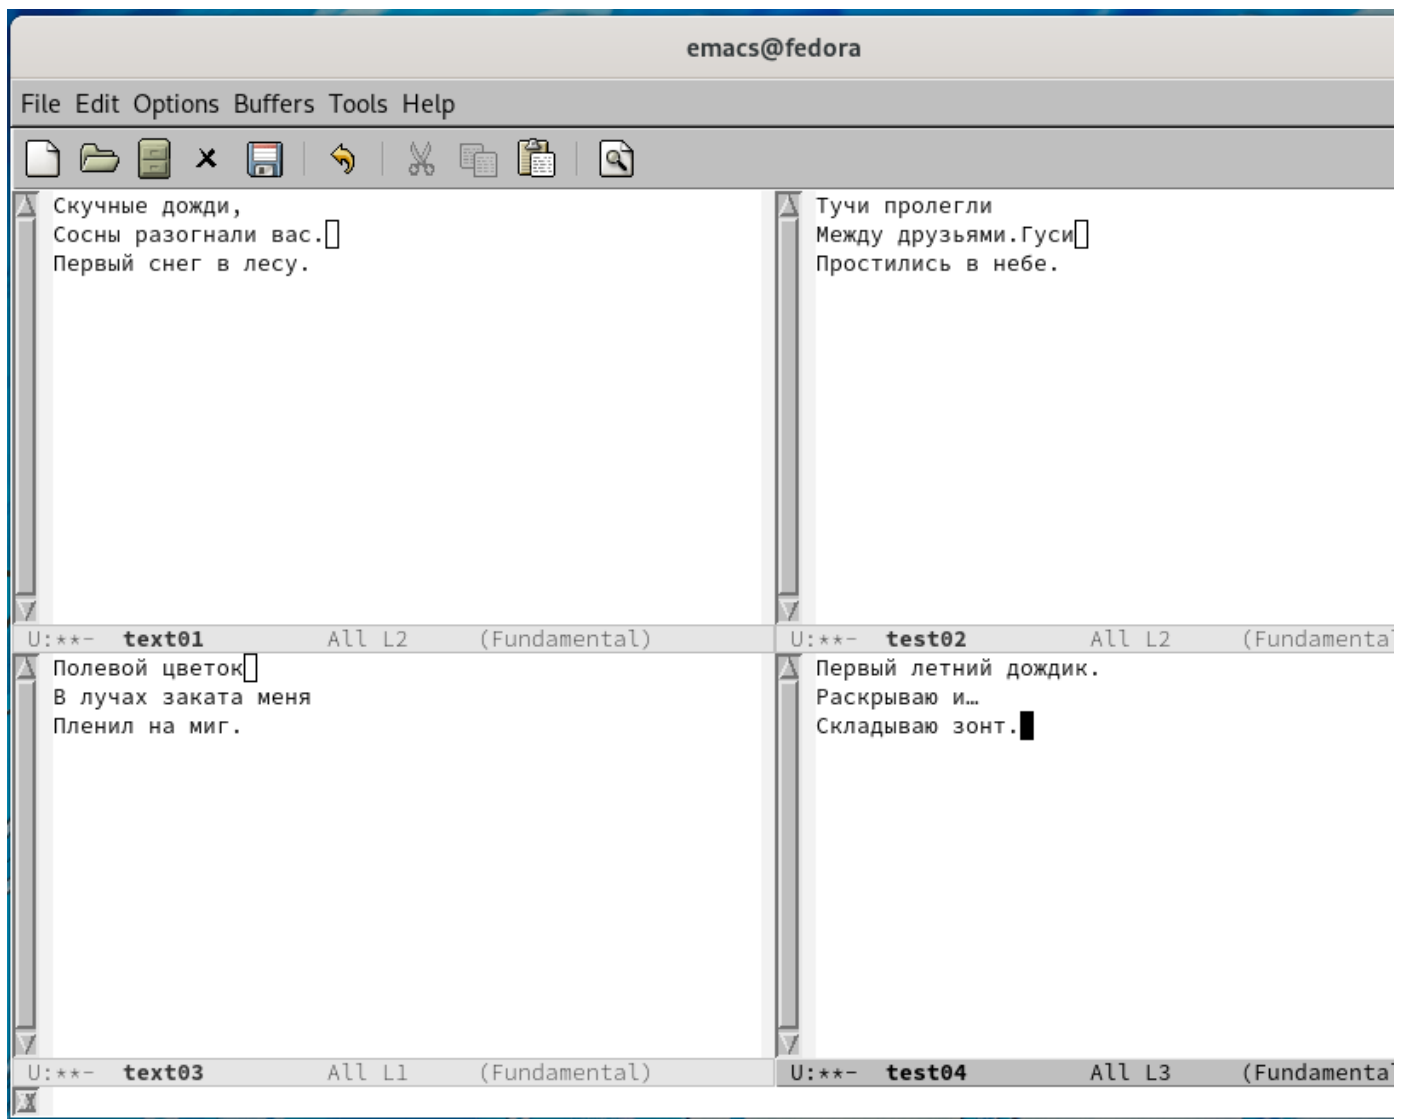 emacs@fedora
File Edit Options Buffers Tools Help
Скучные дожди,
Сосны разогнали вас.
Первый снег в лесу.
U:**-  text01 All L2 (Fundamental)
Тучи пролегли
Между друзьями.Гуси
Простились в небе.
U:**-  test02 All L2 (Fundamental
Полевой цветок
В лучах заката меня
Пленил на миг.
U:**-  text03 All L1 (Fundamental)
Первый летний дождик.
Раскрываю и…
Складываю зонт.
U:**-  test04 All L3 (Fundamental